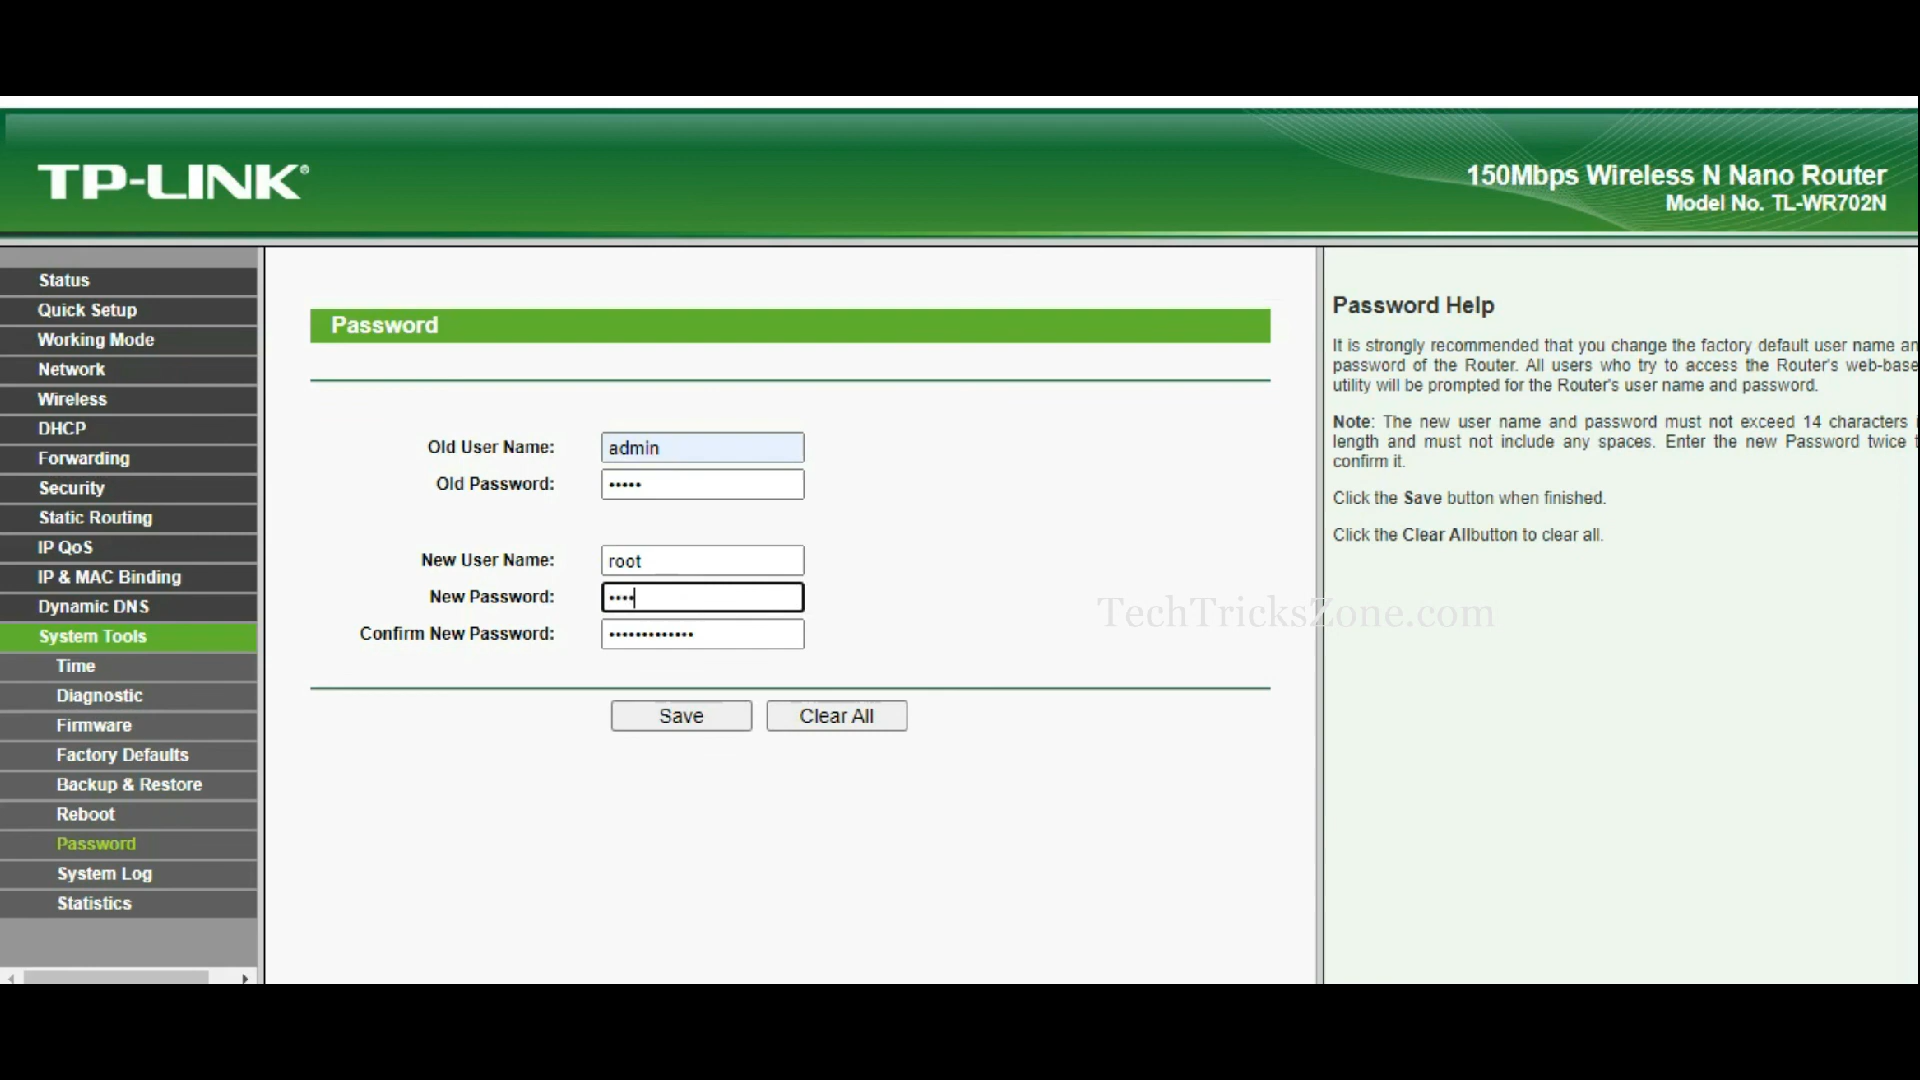 TP-LINK®
150Mbps Wireless N Nano Router
Model No. TL-WR702N
Status
Quick Setup
Working Mode
Network
Wireless
DHCP
Forwarding
Security
Static Routing
IP QoS
IP & MAC Binding
Dynamic DNS
System Tools
Time
Diagnostic
Firmware
Factory Defaults
Backup & Restore
Reboot
Password
System Log
Statistics
Password
Old User Name: admin
Old Password: •••••
New User Name: root
New Password: ••••
Confirm New Password: •••••••••••••
Save Clear All
Password Help
It is strongly recommended that you change the factory default user name an
password of the Router. All users who try to access the Router's web-base
utility will be prompted for the Router's user name and password.
Note: The new user name and password must not exceed 14 characters i
length and must not include any spaces. Enter the new Password twice t
confirm it.
Click the Save button when finished.
Click the Clear Allbutton to clear all.
TechTricksZone.com